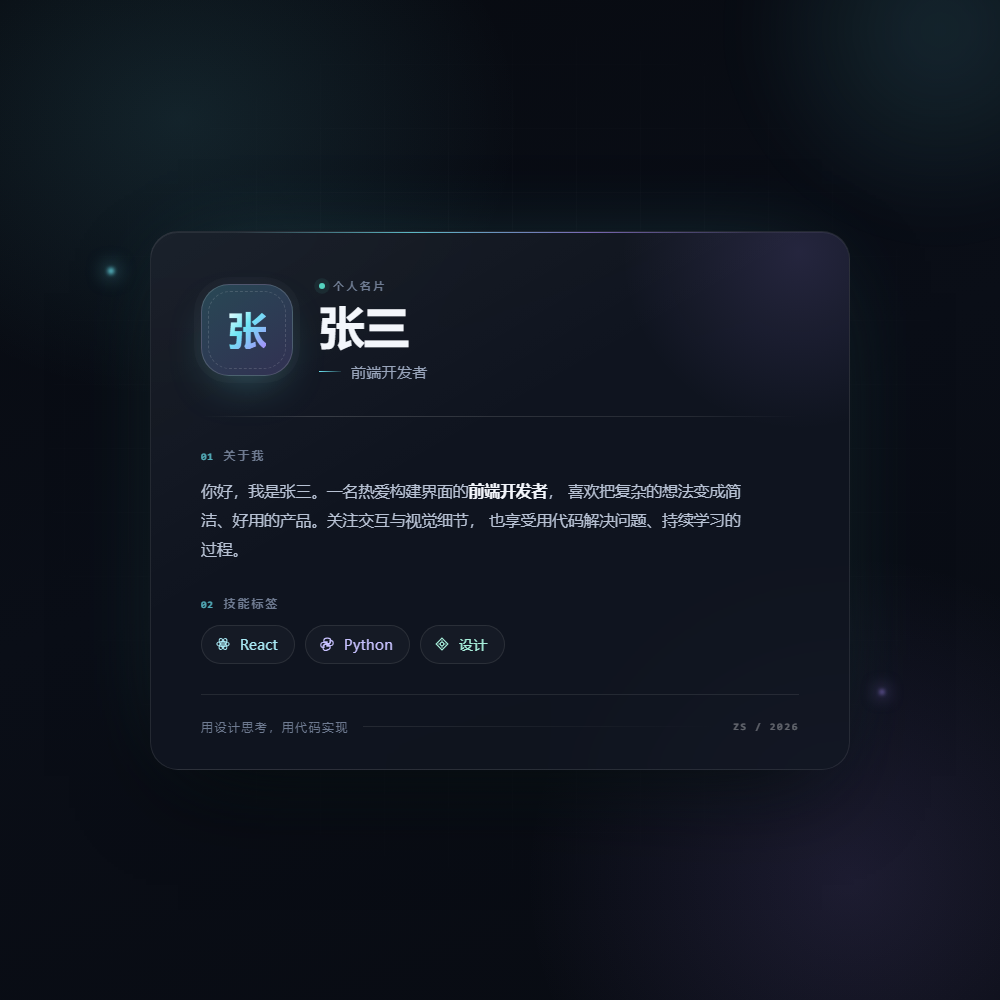 张
个人名片
张三
前端开发者
01 关于我
你好，我是张三。一名热爱构建界面的前端开发者， 喜欢把复杂的想法变成简
洁、好用的产品。关注交互与视觉细节， 也享受用代码解决问题、持续学习的
过程。
02 技能标签
React Python 设计
用设计思考，用代码实现 ZS / 2026